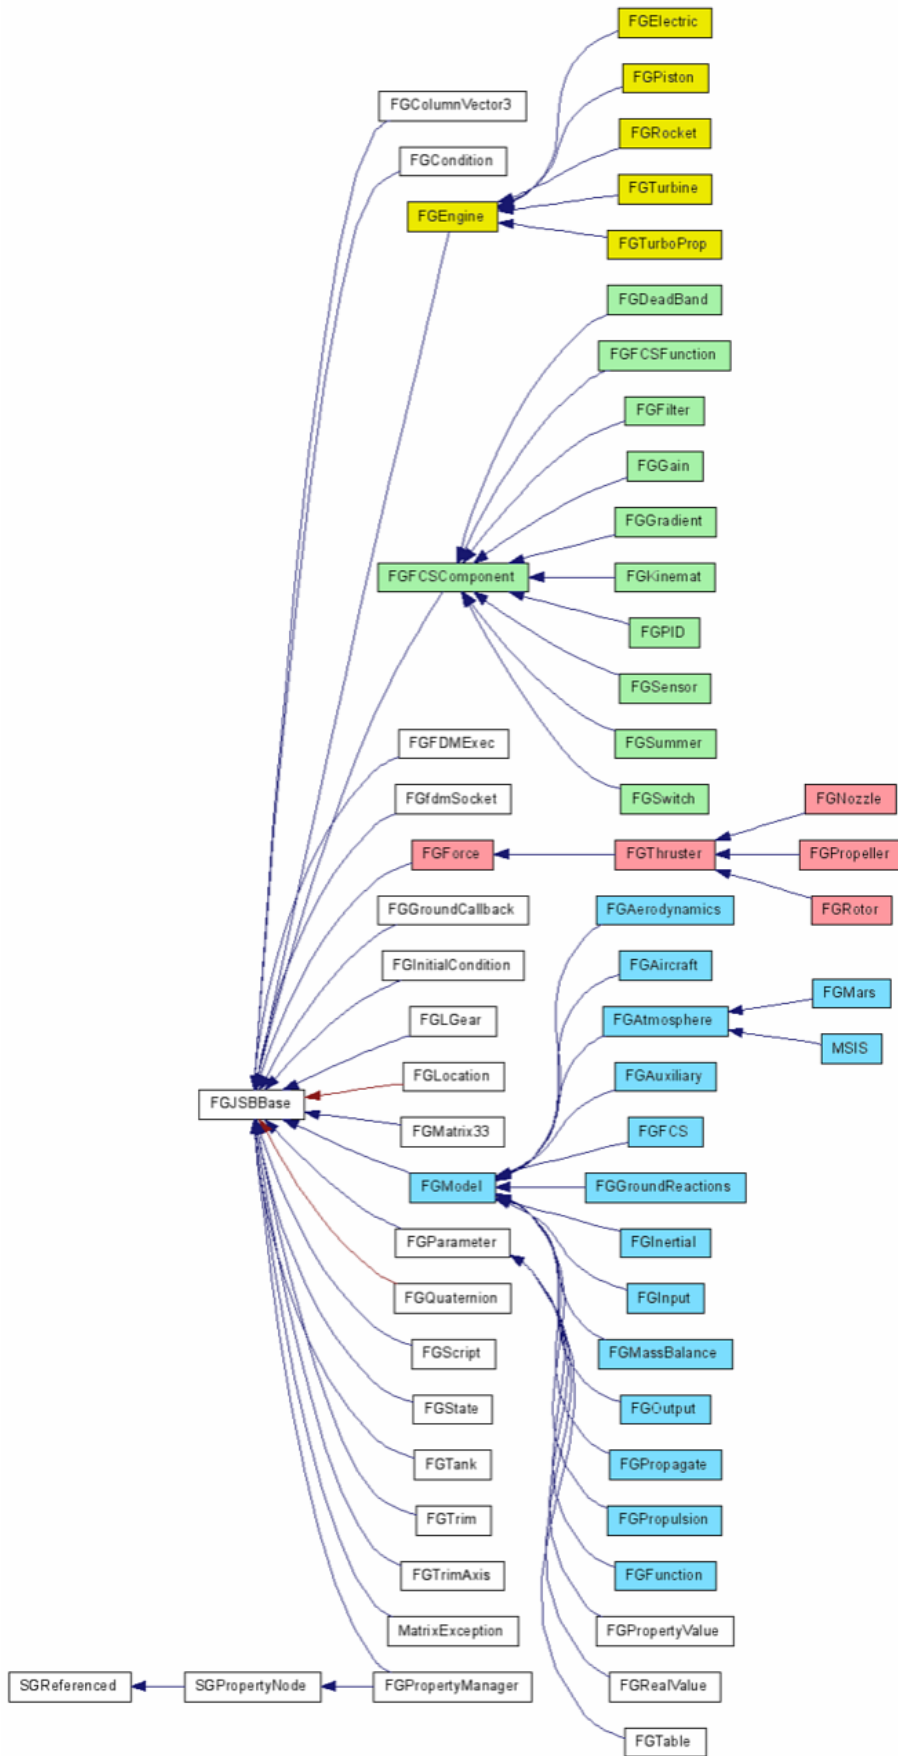 FGElectric
FGPiston
FGColumnVector3
FGRocket
FGCondition
FGTurbine
FGEngine
FGTurboProp
FGDeadBand
FGFCSFunction
FGFilter
FGGain
FGGradient
FGFCSComponent
FGKinemat
FGPID
FGSensor
FGFDMExec
FGSummer
FGfdmSocket
FGSwitch
FGNozzle
FGForce
FGThruster
FGPropeller
FGGroundCallback
FGAerodynamics
FGRotor
FGInitialCondition
FGAircraft
FGMars
FGLGear
FGAtmosphere
MSIS
FGLocation
FGAuxiliary
FGJSBBase
FGMatrix33
FGFCS
FGModel
FGGroundReactions
FGParameter
FGInertial
FGQuaternion
FGInput
FGScript
FGMassBalance
FGState
FGOutput
FGTank
FGPropagate
FGTrim
FGPropulsion
FGTrimAxis
FGFunction
MatrixException
FGPropertyValue
SGReferenced
SGPropertyNode
FGPropertyManager
FGRealValue
FGTable